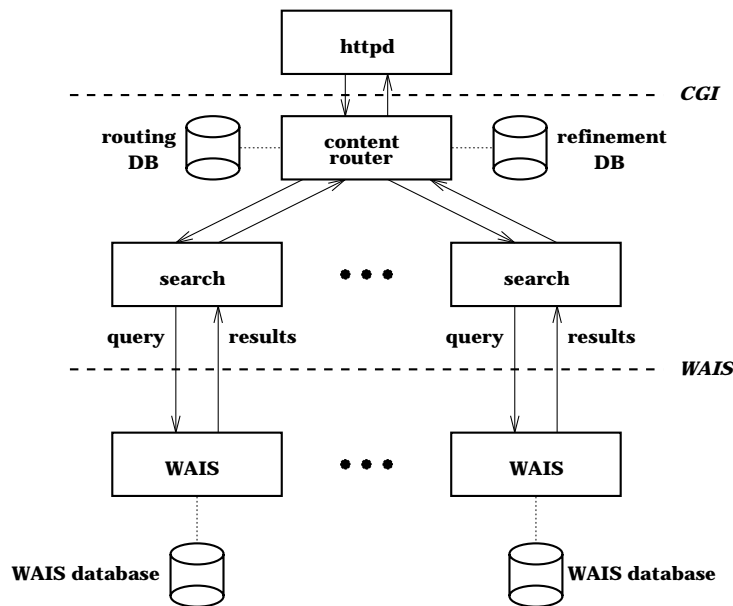 httpd
CGI
routing
DB
content
router
refinement
DB
search
search
query
results
query
results
WAIS
WAIS
WAIS
WAIS database
WAIS database